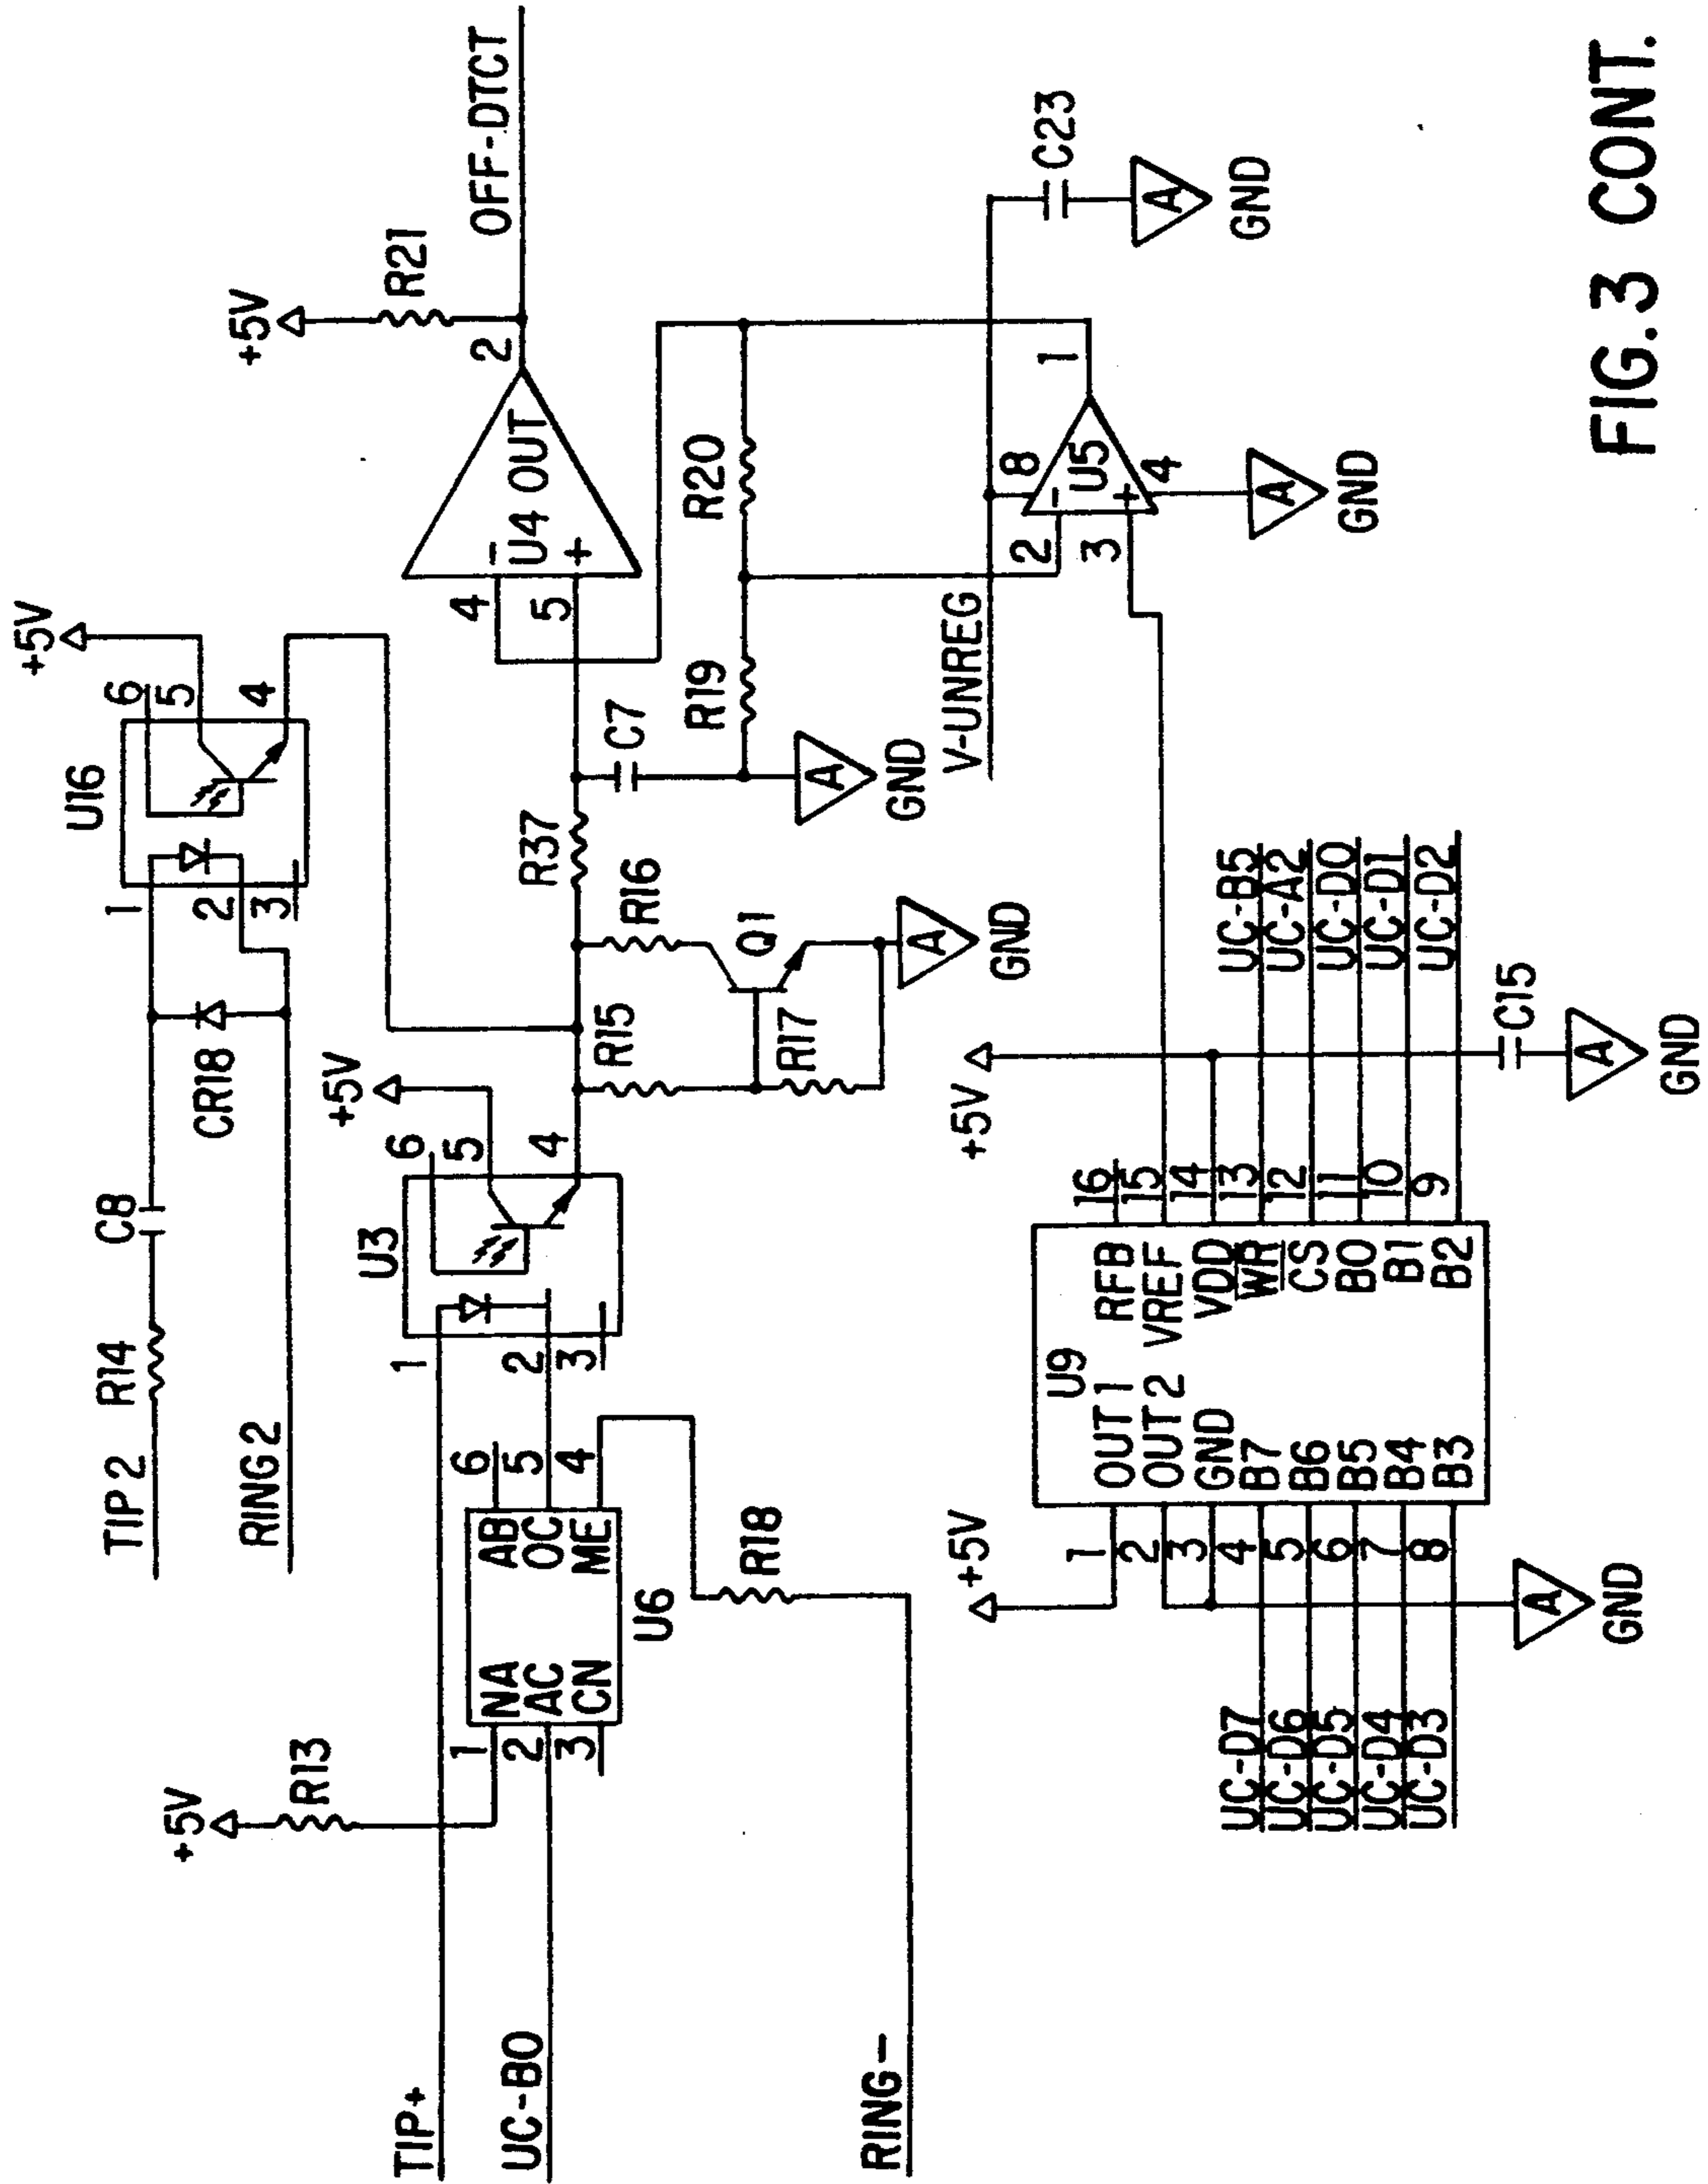 TIP 2
R14
C8
CR18
RING 2
U16
1
2
3
6
5
4
+5V
+5V
R13
TIP+
UC-B0
RING-
1
2
3
NA
AC
CN
AB
OC
ME
6
5
4
U6
R18
U3
1
2
3
6
5
4
+5V
R15
R16
R17
Q1
A
GND
R37
C7
4
5
-
U4 OUT
+
2
+5V
R21
OFF-DTCT
R19
R20
A
GND
V-UNREG
2
3
-
+
U5
8
4
1
A
GND
C23
A
GND
+5V
U9
1
2
3
4
5
6
7
8
OUT1
OUT2
GND
B7
B6
B5
B4
B3
RFB
VREF
VDD
WR
CS
B0
B1
B2
16
15
14
13
12
11
10
9
UC-D7
UC-D6
UC-D5
UC-D4
UC-D3
A
GND
+5V
UC-B5
UC-A2
UC-D0
UC-D1
UC-D2
C15
A
GND
FIG.3 CONT.